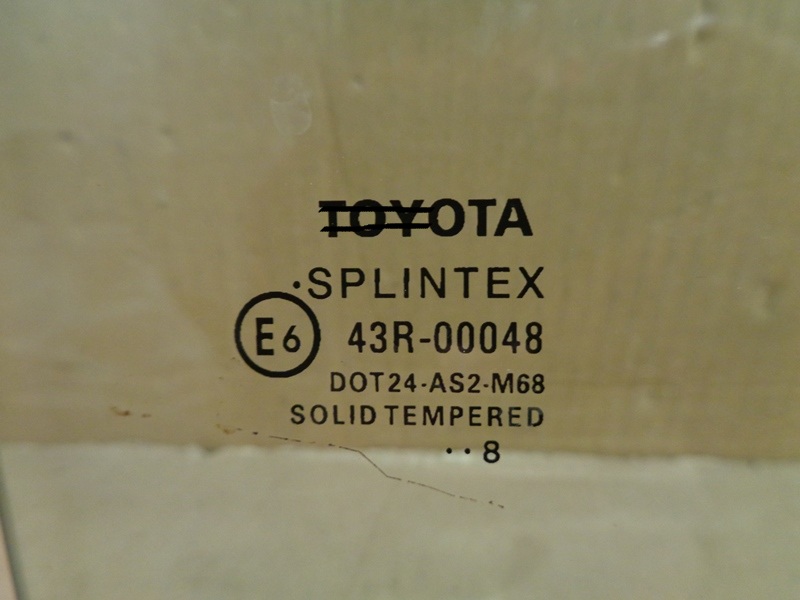 TOYOTA
·SPLINTEX
E6 43R-00048
DOT24-AS2-M68
SOLID TEMPERED
··8